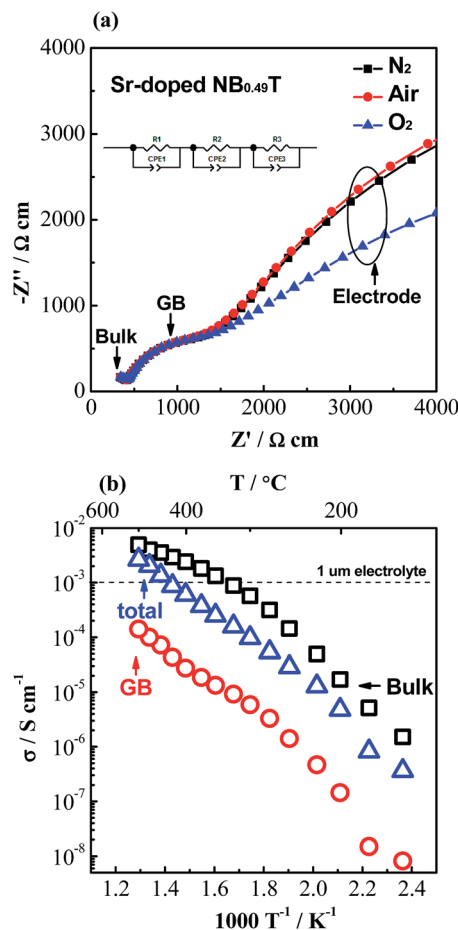 (a)
Sr-doped NB0.49T
N2
Air
O2
R1 R2 R3
CPE1 CPE2 CPE3
4000
3000
2000
1000
0
-Z'' / Ω cm
Bulk
GB
Electrode
0 1000 2000 3000 4000
Z' / Ω cm
(b)
T / °C
600 400 200
10-2
10-3
10-4
10-5
10-6
10-7
10-8
σ / S cm-1
1 um electrolyte
total
GB
Bulk
1.2 1.4 1.6 1.8 2.0 2.2 2.4
1000 T-1 / K-1